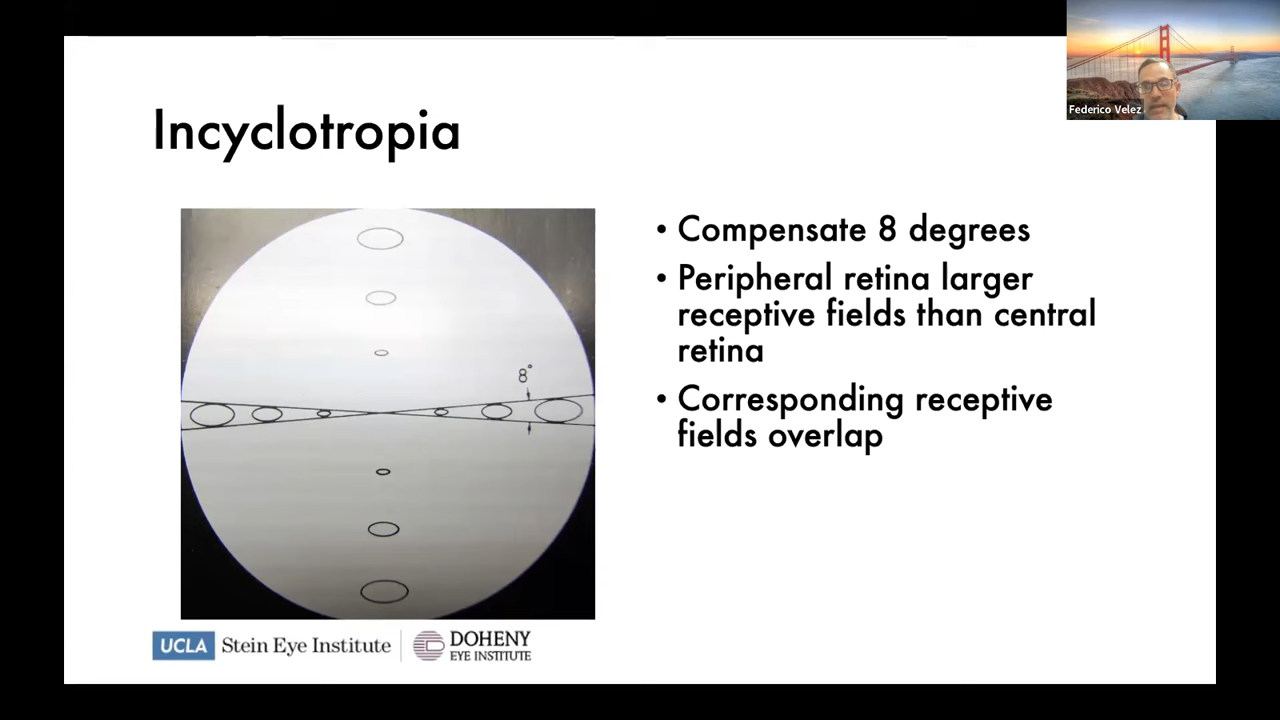 Federico Velez
Incyclotropia
8°
• Compensate 8 degrees
• Peripheral retina larger
receptive fields than central
retina
• Corresponding receptive
fields overlap
UCLA Stein Eye Institute
DOHENY
EYE INSTITUTE